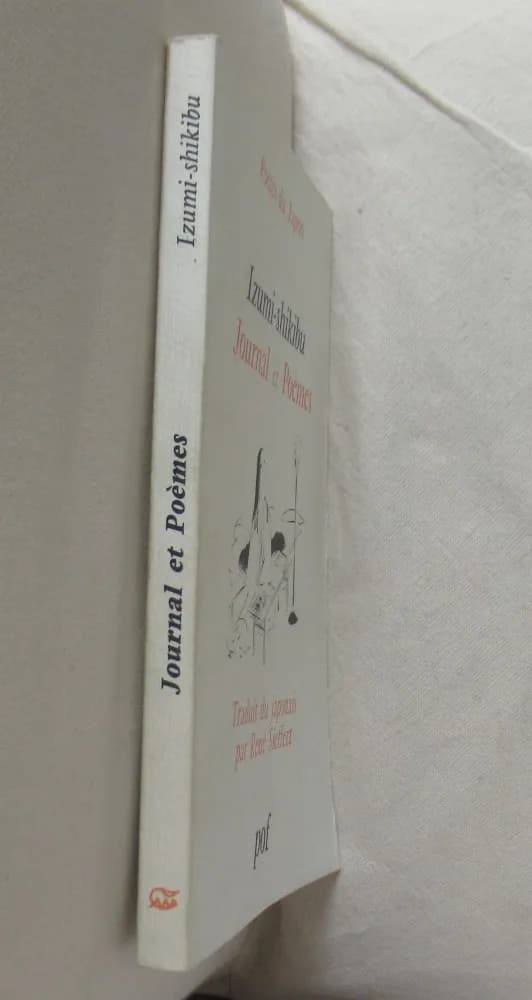 Izumi-shikibu
Journal et Poèmes
Poètes du Japon
Izumi-shikibu
Journal et Poèmes
Traduit du japonais
par René Sieffert
pof